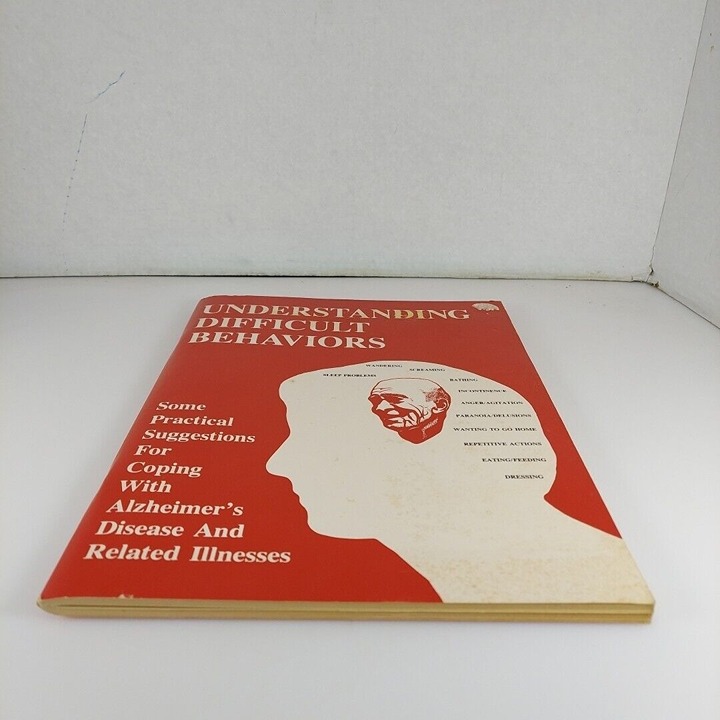 UNDERSTANDING
DIFFICULT
BEHAVIORS
Some
Practical
Suggestions
For
Coping
With
Alzheimer's
Disease And
Related Illnesses
WANDERING
SCREAMING
SLEEP PROBLEMS
BATHING
INCONTINENCE
ANGER/AGITATION
PARANOIA/DELUSIONS
WANTING TO GO HOME
REPETITIVE ACTIONS
EATING/FEEDING
DRESSING